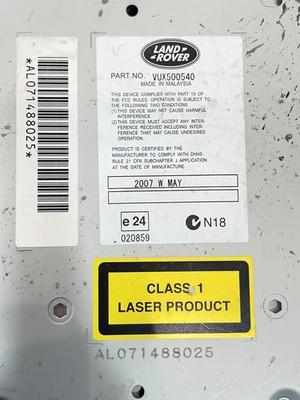 *AL071488025*
LAND-
ROVER
PART NO. VUX500540
MADE IN MALAYSIA
THIS DEVICE COMPLIES WITH PART 15 OF
THE FCC RULES. OPERATION IS SUBJECT TO
THE FOLLOWING TWO CONDITIONS
(1)THIS DEVICE MAY NOT CAUSE HARMFUL
INTERFERENCE.
(2)THIS DEVICE MUST ACCEPT ANY INTER-
FERENCE RECEIVED INCLUDING INTER-
FERENCE THAT MAY CAUSE UNDESIRED
OPERATION.
PRODUCT IS CERTIFIED BY THE
MANUFACTURER TO COMPLY WITH DHHS
RULE 21 CFR SUBCHAPTER J APPLICATION
AT THE DATE OF MANUFACTURE
2007 W MAY
e24
020859
N18
CLASS 1
LASER PRODUCT
AL071488025